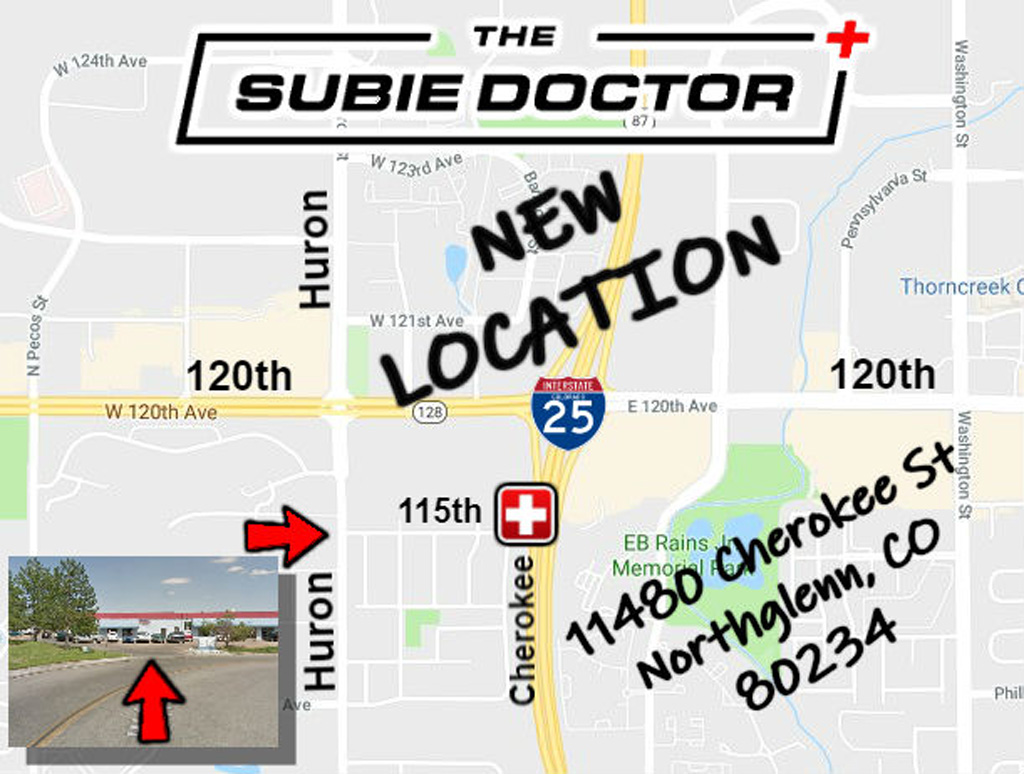 THE
SUBIE DOCTOR
W 124th Ave
Washington St
87
W 123rd Ave
Pennsylvania St
NEW
LOCATION
Huron
Thorncreek
N Pecos St
W 121st Ave
120th
120th
INTERSTATE
COLORADO
25
W 120th Ave
128
E 120th Ave
Washington St
115th
EB Rains Jr
Memorial Park
11480 Cherokee St
Northglenn, CO
80234
Huron
Cherokee
Ave
Phil